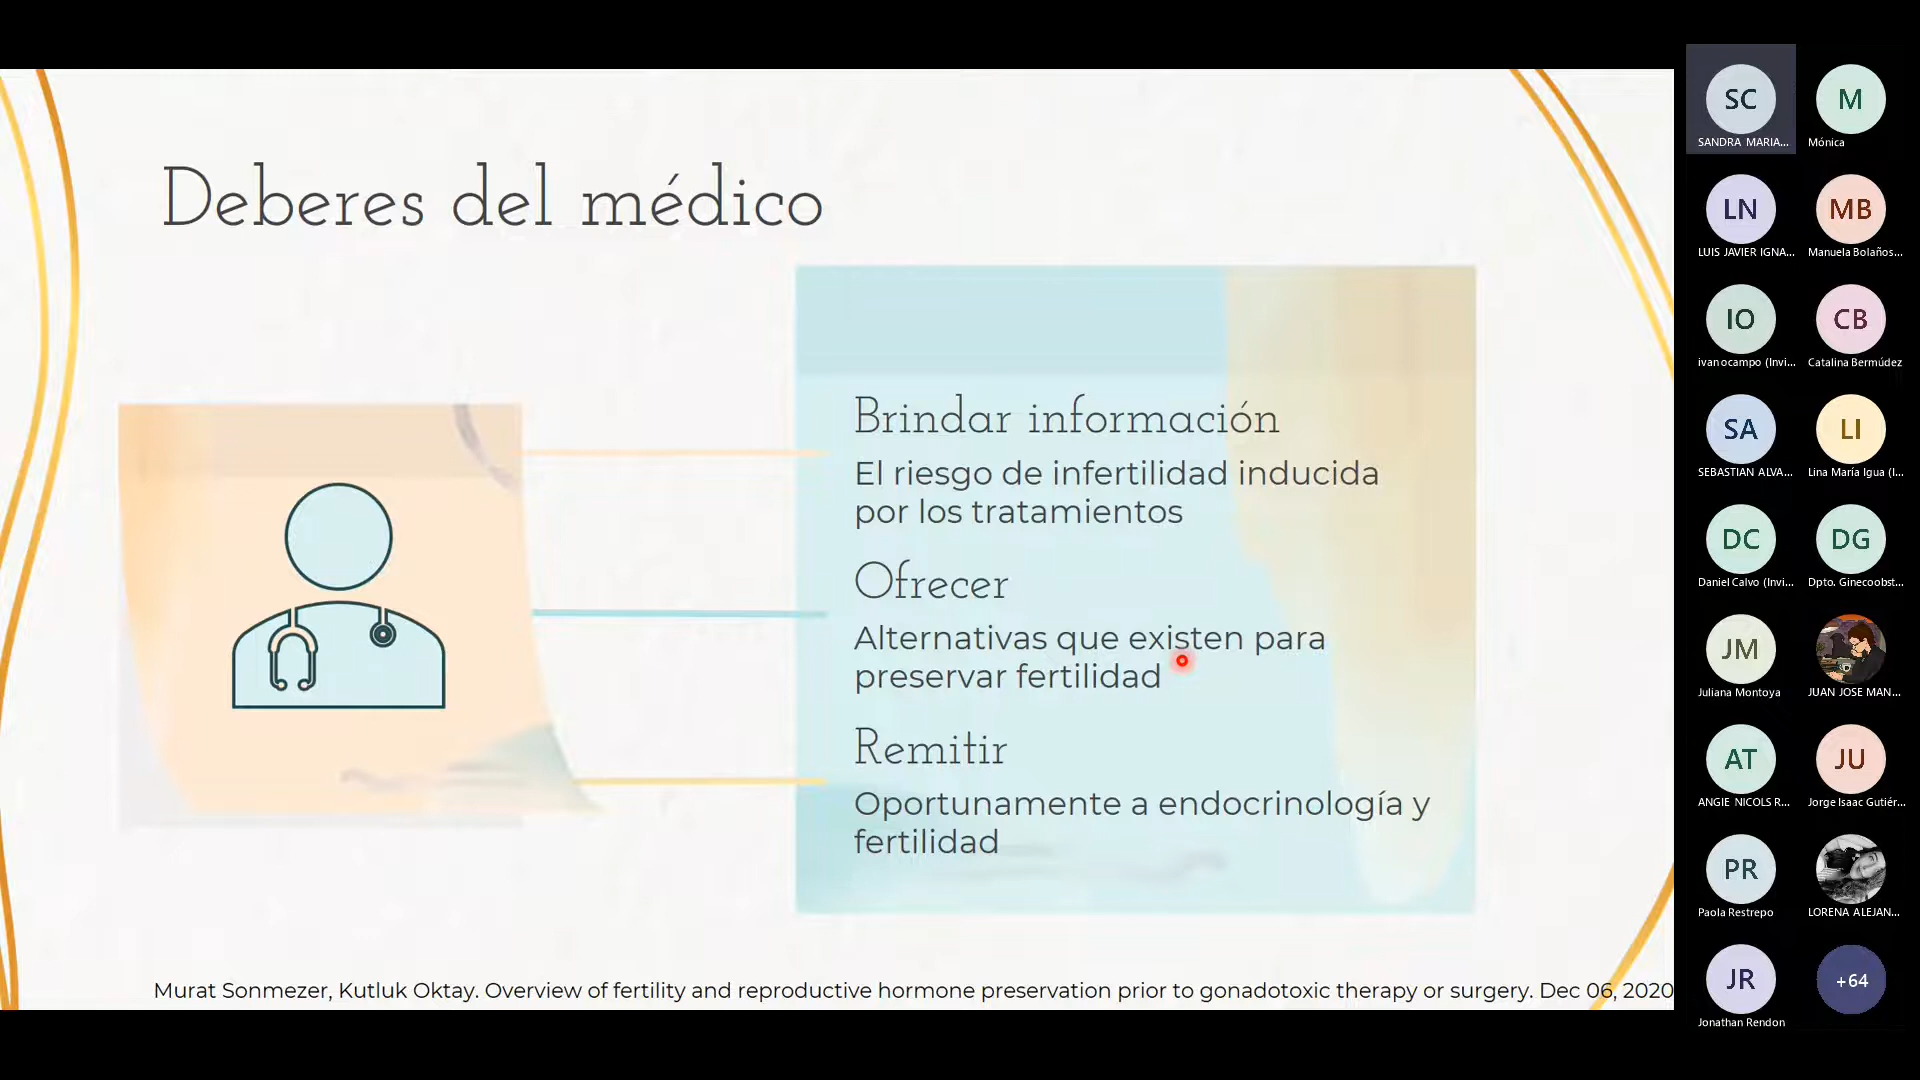 Deberes del médico
Brindar información
El riesgo de infertilidad inducida
por los tratamientos
Ofrecer
Alternativas que existen para
preservar fertilidad
Remitir
Oportunamente a endocrinología y
fertilidad
Murat Sonmezer, Kutluk Oktay. Overview of fertility and reproductive hormone preservation prior to gonadotoxic therapy or surgery. Dec 06, 2020
SC
SANDRA MARIA...
M
Mónica
LN
LUIS JAVIER IGNA...
MB
Manuela Bolaños...
IO
ivan ocampo (Invi...
CB
Catalina Bermúdez
SA
SEBASTIAN ALVA...
LI
Lina María Igua (I...
DC
Daniel Calvo (Invi...
DG
Dpto. Ginecoobst...
JM
Juliana Montoya
JUAN JOSE MAN...
AT
ANGIE NICOLS R...
JU
Jorge Isaac Gutiér...
PR
Paola Restrepo
LORENA ALEJAN...
JR
Jonathan Rendon
+64